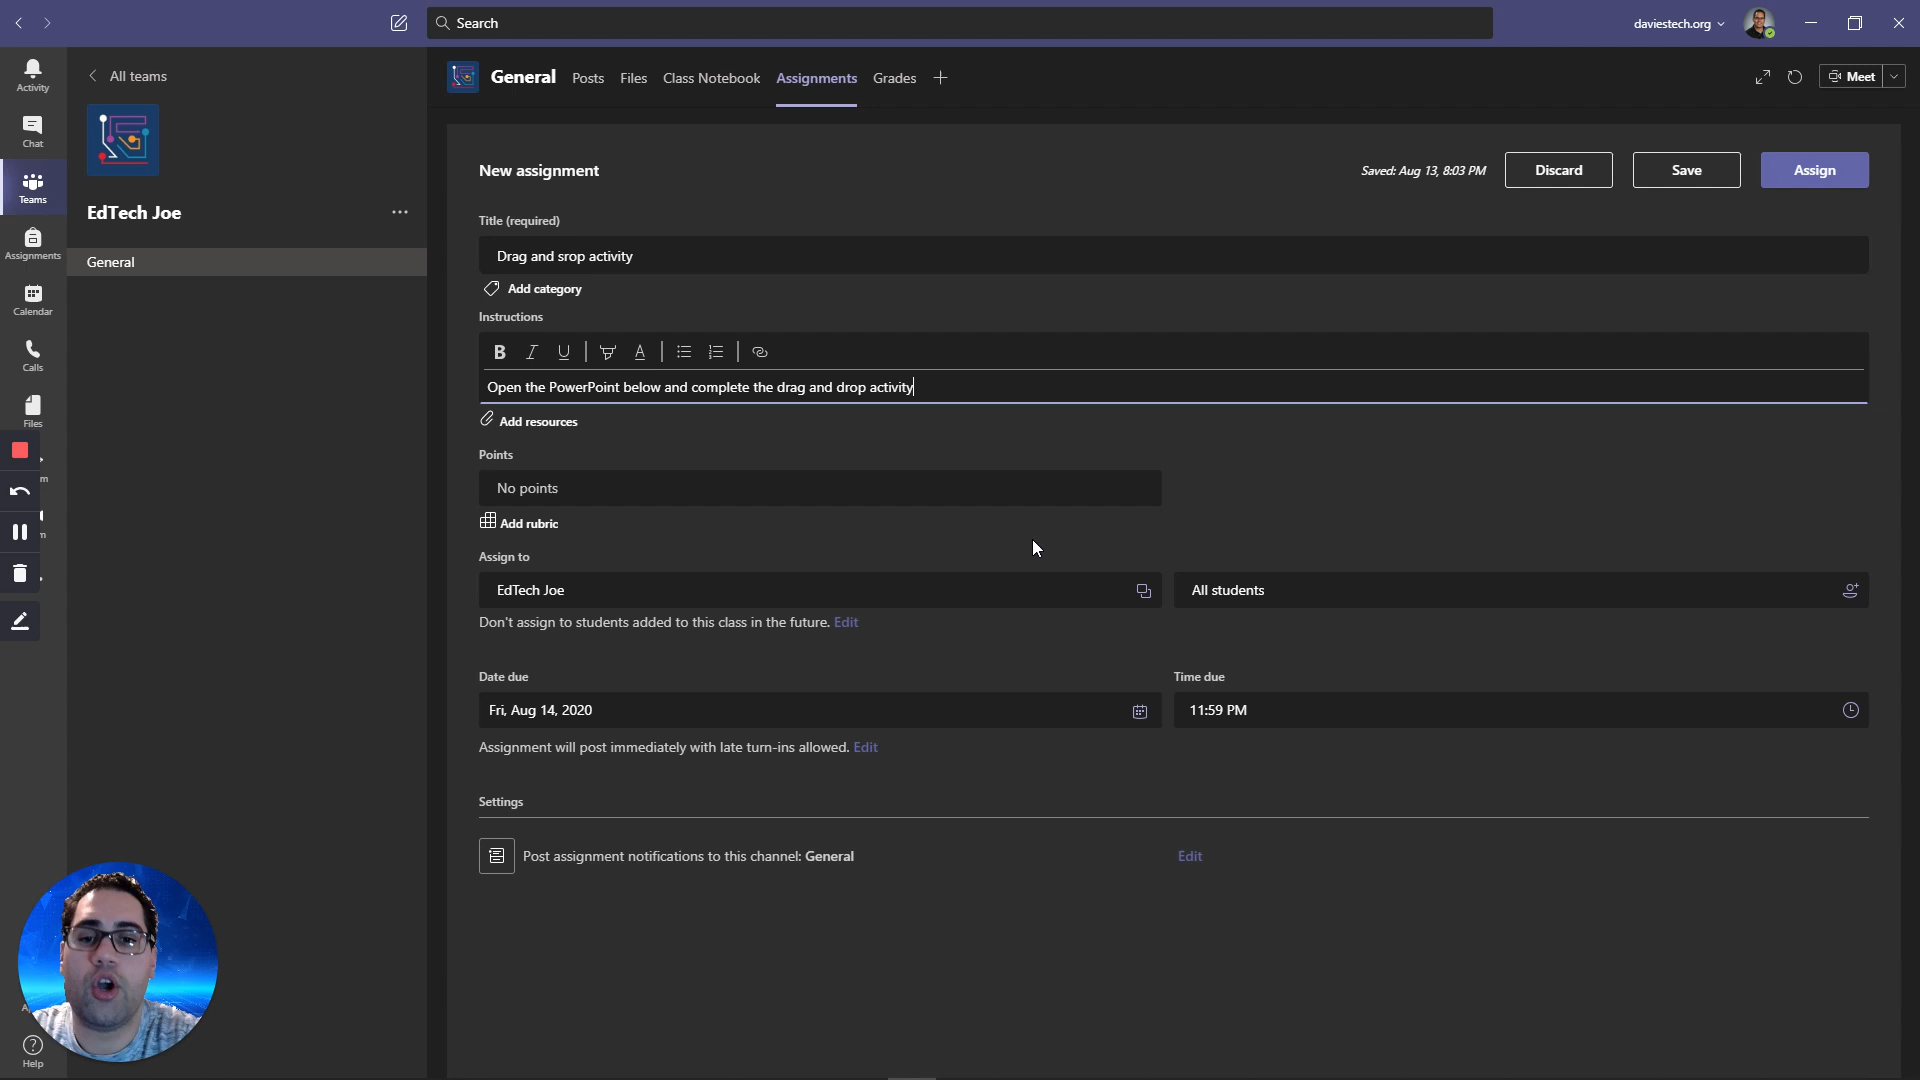 Search
daviestech.org
Activity
Chat
Teams
Assignments
Calendar
Calls
Files
m
m
Help
All teams
EdTech Joe
General
General
Posts
Files
Class Notebook
Assignments
Grades
Meet
New assignment
Saved: Aug 13, 8:03 PM
Discard
Save
Assign
Title (required)
Drag and srop activity
Add category
Instructions
B I U A
Open the PowerPoint below and complete the drag and drop activity
Add resources
Points
No points
Add rubric
Assign to
EdTech Joe
All students
Don't assign to students added to this class in the future. Edit
Date due
Time due
Fri, Aug 14, 2020
11:59 PM
Assignment will post immediately with late turn-ins allowed. Edit
Settings
Post assignment notifications to this channel: General
Edit